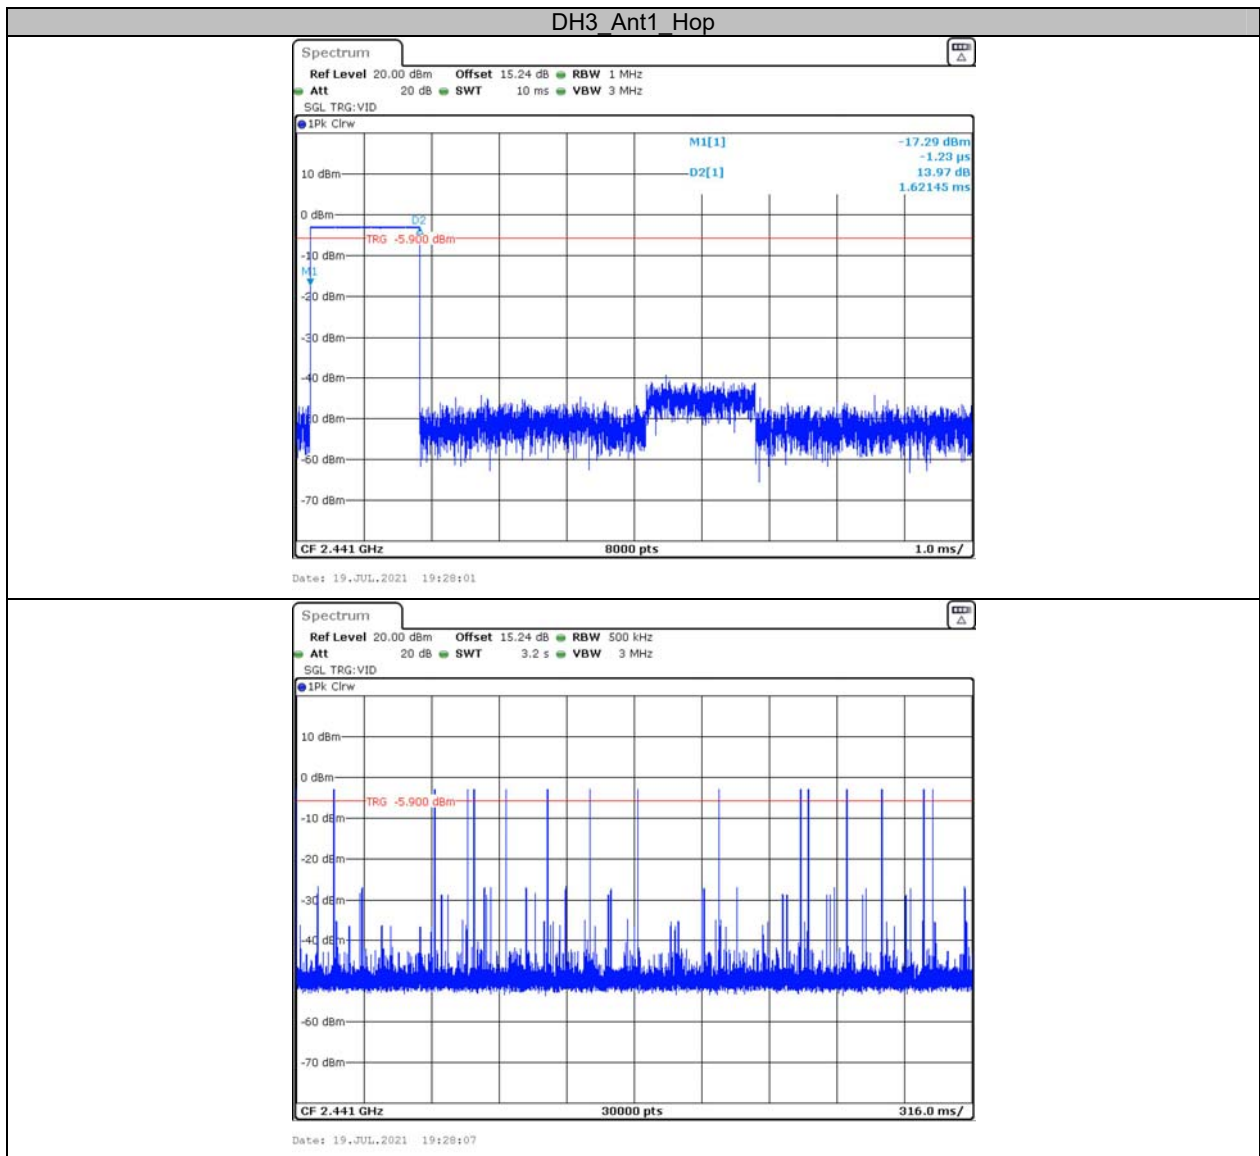 DH3_Ant1_Hop
Spectrum
Ref Level 20.00 dBm Offset 15.24 dB RBW 1 MHz
Att 20 dB SWT 10 ms VBW 3 MHz
SGL TRG:VID
1Pk Clrw
M1[1] -17.29 dBm
-1.23 µs
D2[1] 13.97 dB
1.62145 ms
10 dBm
0 dBm
D2
TRG -5.900 dBm
-10 dBm
M1
-20 dBm
-30 dBm
-40 dBm
-60 dBm
-70 dBm
CF 2.441 GHz 8000 pts 1.0 ms/
Date: 19.JUL.2021 19:28:01
Spectrum
Ref Level 20.00 dBm Offset 15.24 dB RBW 500 kHz
Att 20 dB SWT 3.2 s VBW 3 MHz
SGL TRG:VID
1Pk Clrw
10 dBm
0 dBm
TRG -5.900 dBm
-10 dBm
-20 dBm
-30 dBm
-40 dBm
-60 dBm
-70 dBm
CF 2.441 GHz 30000 pts 316.0 ms/
Date: 19.JUL.2021 19:28:07